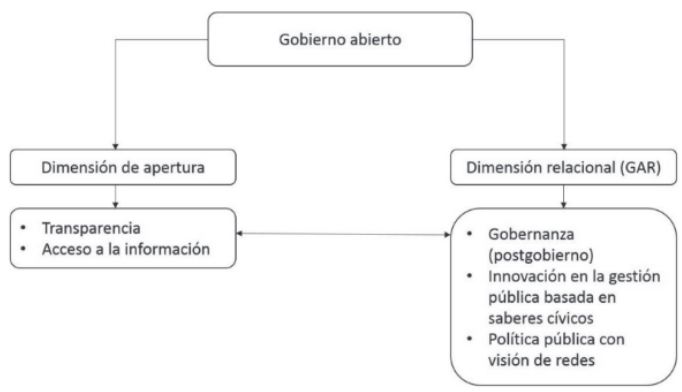 Gobierno abierto
Dimensión de apertura
• Transparencia
• Acceso a la información
Dimensión relacional (GAR)
• Gobernanza
(postgobierno)
• Innovación en la gestión
pública basada en
saberes cívicos
• Política pública con
visión de redes